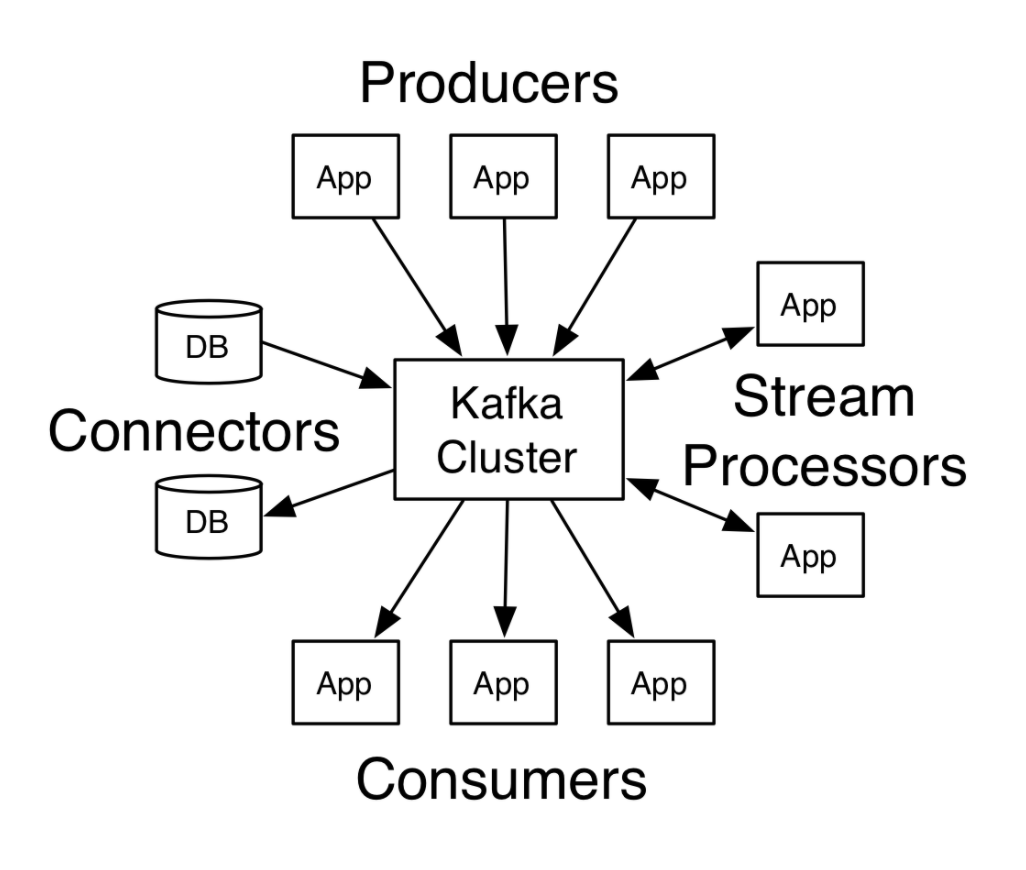 Producers
App
App
App
App
DB
Stream
Connectors
Kafka
Cluster
Processors
DB
App
App
App
App
Consumers